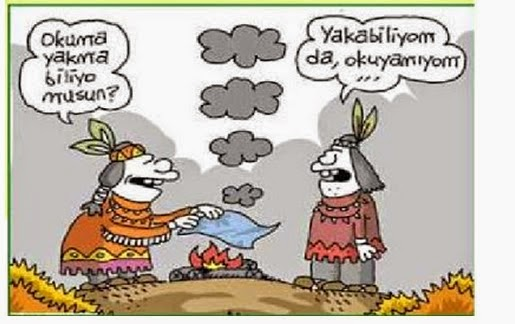 Okuma
yakma
biliyo
musun?
Yakabiliyom
da, okuyamıyom
...